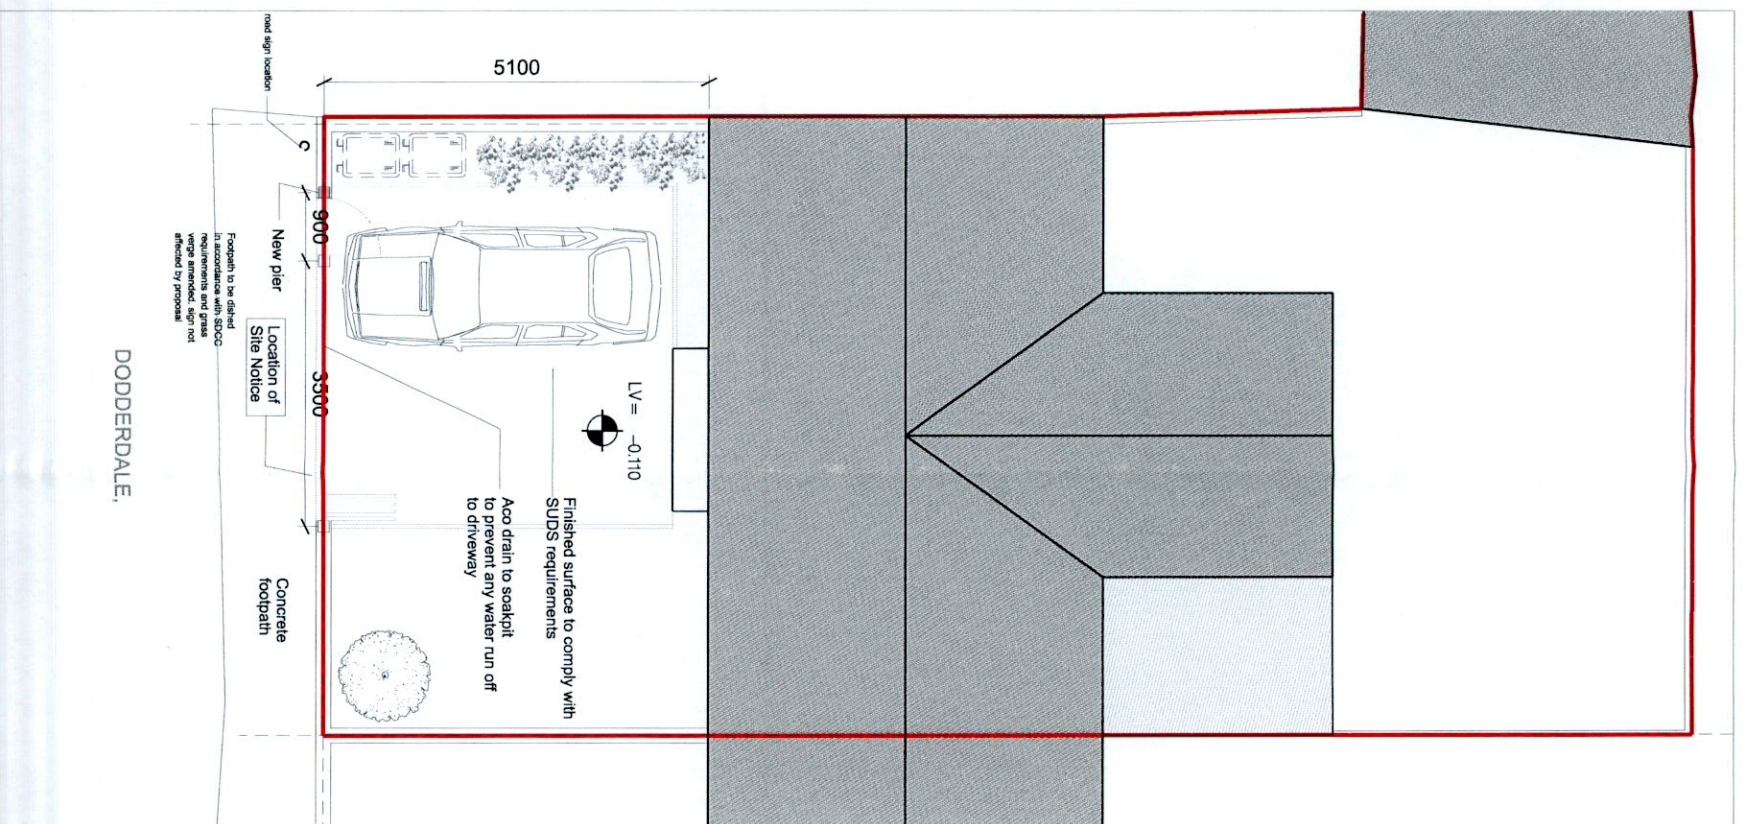 5100
road sign location
C
900
New pier
Footpath to be dished
in accordance with SDCC
requirements and grass
verge amended. sign not
affected by proposal
Location of
Site Notice
3500
DODDERDALE,
LV = -0.110
Finished surface to comply with
SUDS requirements
Aco drain to soakpit
to prevent any water run off
to driveway
Concrete
footpath